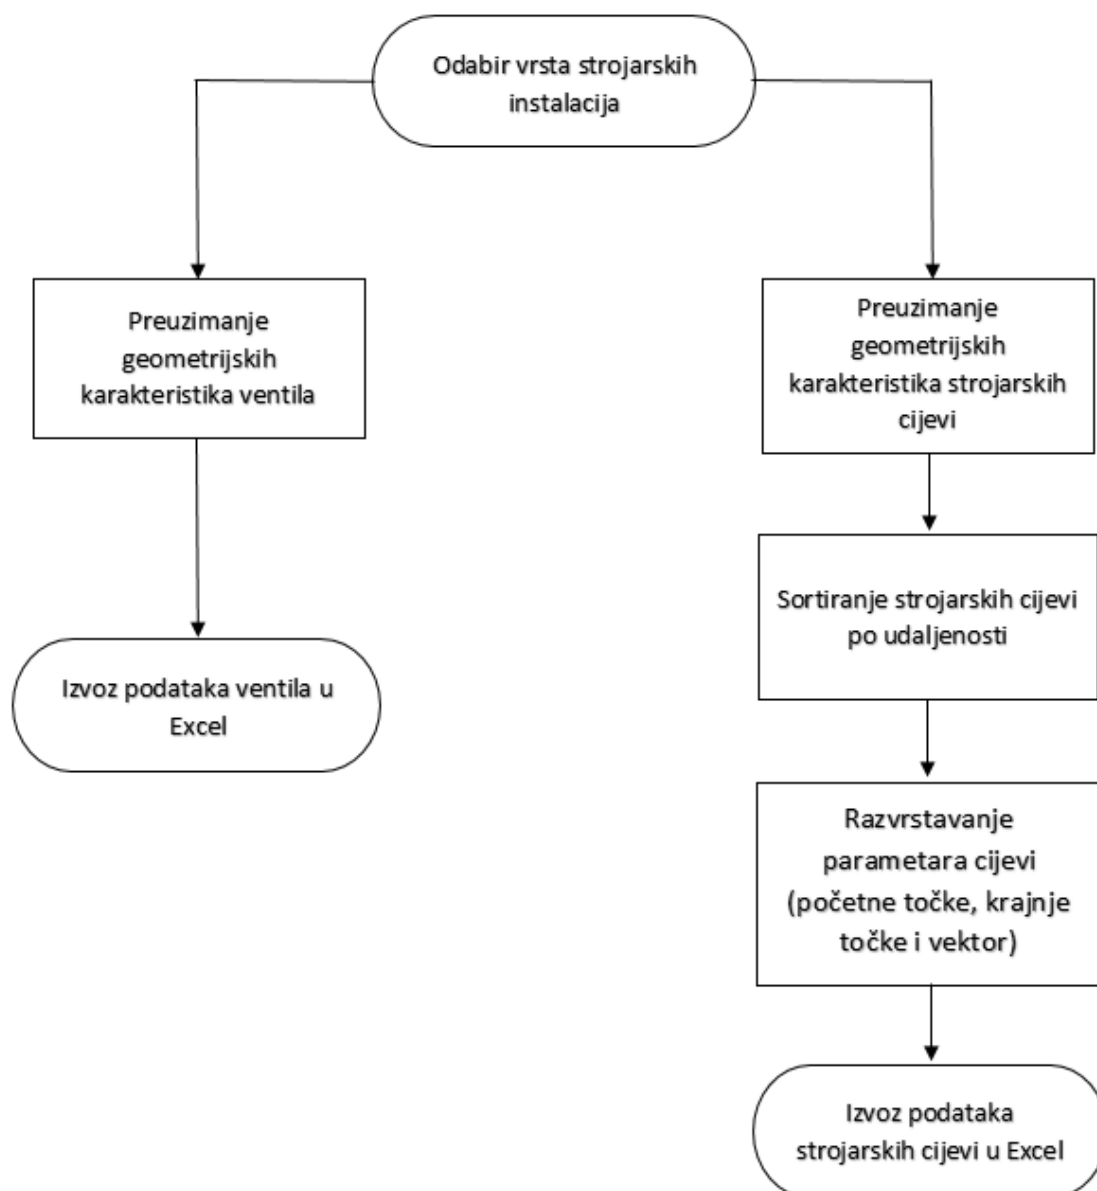 Odabir vrsta strojarskih
instalacija
Preuzimanje
geometrijskih
karakteristika ventila
Izvoz podataka ventila u
Excel
Preuzimanje
geometrijskih
karakteristika strojarskih
cijevi
Sortiranje strojarskih cijevi
po udaljenosti
Razvrstavanje
parametara cijevi
(početne točke, krajnje
točke i vektor)
Izvoz podataka
strojarskih cijevi u Excel